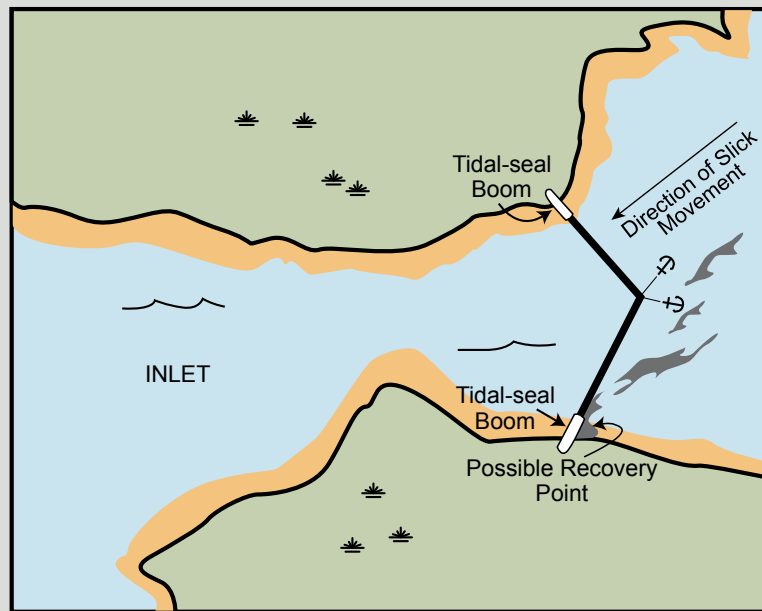 Tidal-seal
Boom
Direction of Slick
Movement
INLET
Tidal-seal
Boom
Possible Recovery
Point